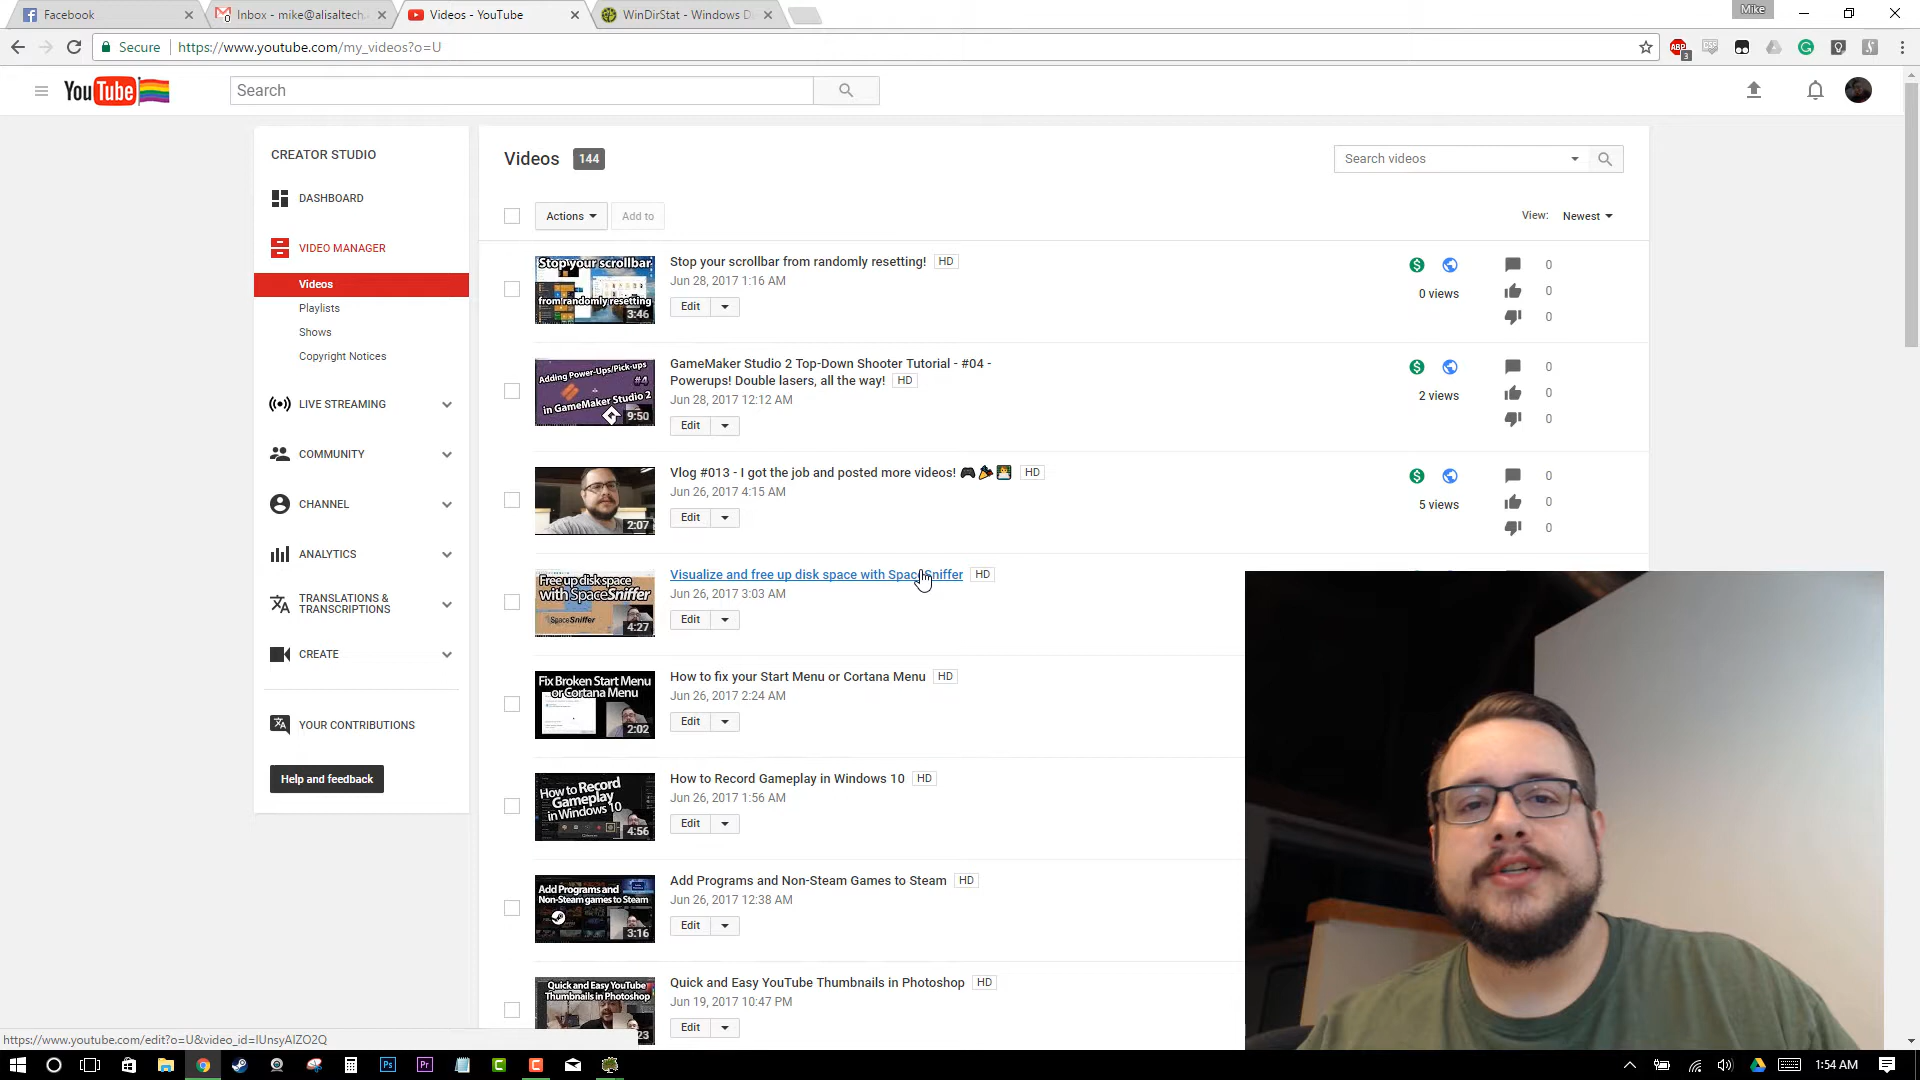 Facebook
Inbox - mike@alisaltech.
Videos - YouTube
WinDirStat - Windows D
Mike
Secure
https://www.youtube.com/my_videos?o=U
YouTube
Search
CREATOR STUDIO
DASHBOARD
VIDEO MANAGER
Videos
Playlists
Shows
Copyright Notices
LIVE STREAMING
COMMUNITY
CHANNEL
ANALYTICS
TRANSLATIONS &
TRANSCRIPTIONS
CREATE
YOUR CONTRIBUTIONS
Help and feedback
Videos 144
Search videos
Actions
Add to
View: Newest
Stop your scrollbar
from randomly resetting
3:46
Stop your scrollbar from randomly resetting! HD
Jun 28, 2017 1:16 AM
Edit
0 views
0
0
0
Adding Power-Ups/Pick-ups
#4
in GameMaker Studio 2
9:50
GameMaker Studio 2 Top-Down Shooter Tutorial - #04 -
Powerups! Double lasers, all the way! HD
Jun 28, 2017 12:12 AM
Edit
2 views
0
0
0
2:07
Vlog #013 - I got the job and posted more videos! HD
Jun 26, 2017 4:15 AM
Edit
5 views
0
0
0
Free up disk space
with SpaceSniffer
SpaceSniffer
4:27
Visualize and free up disk space with SpaceSniffer HD
Jun 26, 2017 3:03 AM
Edit
Fix Broken Start Menu
or Cortana Menu
2:02
How to fix your Start Menu or Cortana Menu HD
Jun 26, 2017 2:24 AM
Edit
How to Record
Gameplay
in Windows 10
4:56
How to Record Gameplay in Windows 10 HD
Jun 26, 2017 1:56 AM
Edit
Add Programs and
Non-Steam games to Steam
3:16
Add Programs and Non-Steam Games to Steam HD
Jun 26, 2017 12:38 AM
Edit
Quick and Easy YouTube
Thumbnails in Photoshop
23
Quick and Easy YouTube Thumbnails in Photoshop HD
Jun 19, 2017 10:47 PM
Edit
https://www.youtube.com/edit?o=U&video_id=IUnsyAIZO2Q
1:54 AM